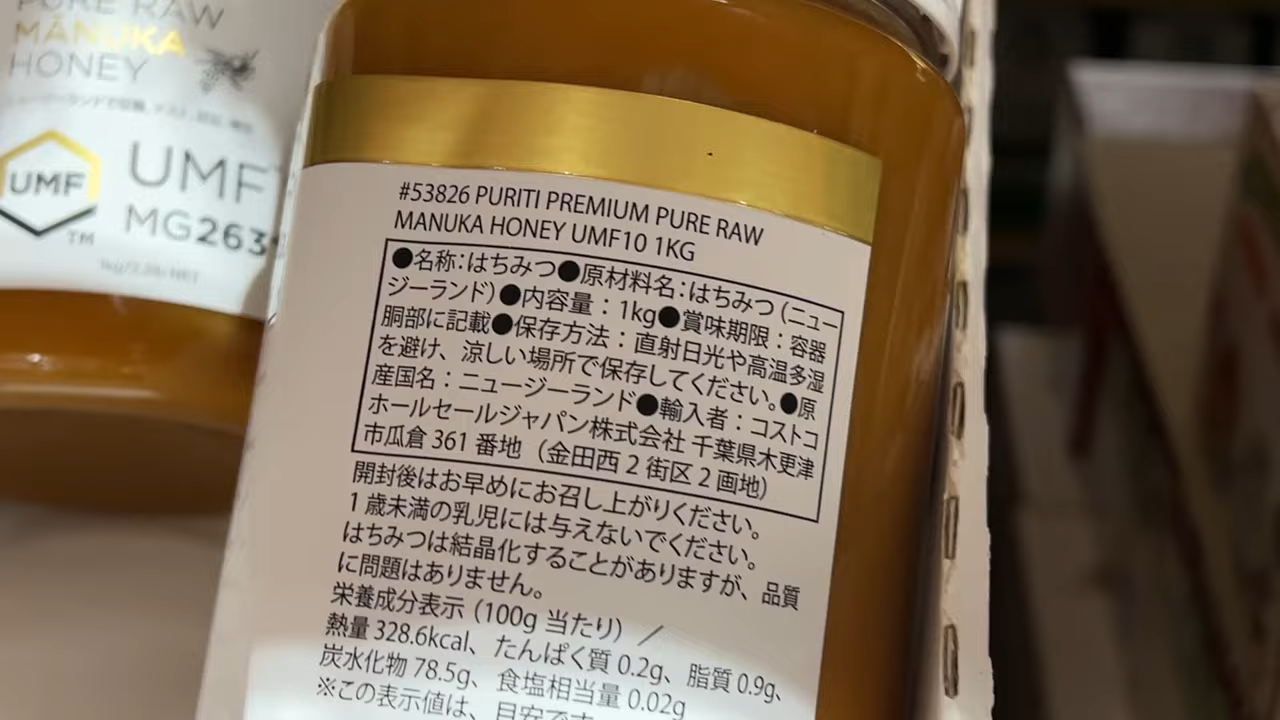 PURE RAW
MĀNUKA
HONEY
UMF
UMF
TM
MG263
#53826 PURITI PREMIUM PURE RAW
MANUKA HONEY UMF10 1KG
●名称：はちみつ●原材料名：はちみつ（ニュー
ジーランド）●内容量：1kg●賞味期限：容器
胴部に記載●保存方法：直射日光や高温多湿
を避け、涼しい場所で保存してください。●原
産国名：ニュージーランド●輸入者：コストコ
ホールセールジャパン株式会社 千葉県木更津
市瓜倉 361 番地（金田西 2 街区 2 画地）
開封後はお早めにお召し上がりください。
1 歳未満の乳児には与えないでください。
はちみつは結晶化することがありますが、品質
に問題はありません。
栄養成分表示（100g 当たり）／
熱量 328.6kcal、たんぱく質 0.2g、脂質 0.9g、
炭水化物 78.5g、食塩相当量 0.02g
※この表示値は、目安です